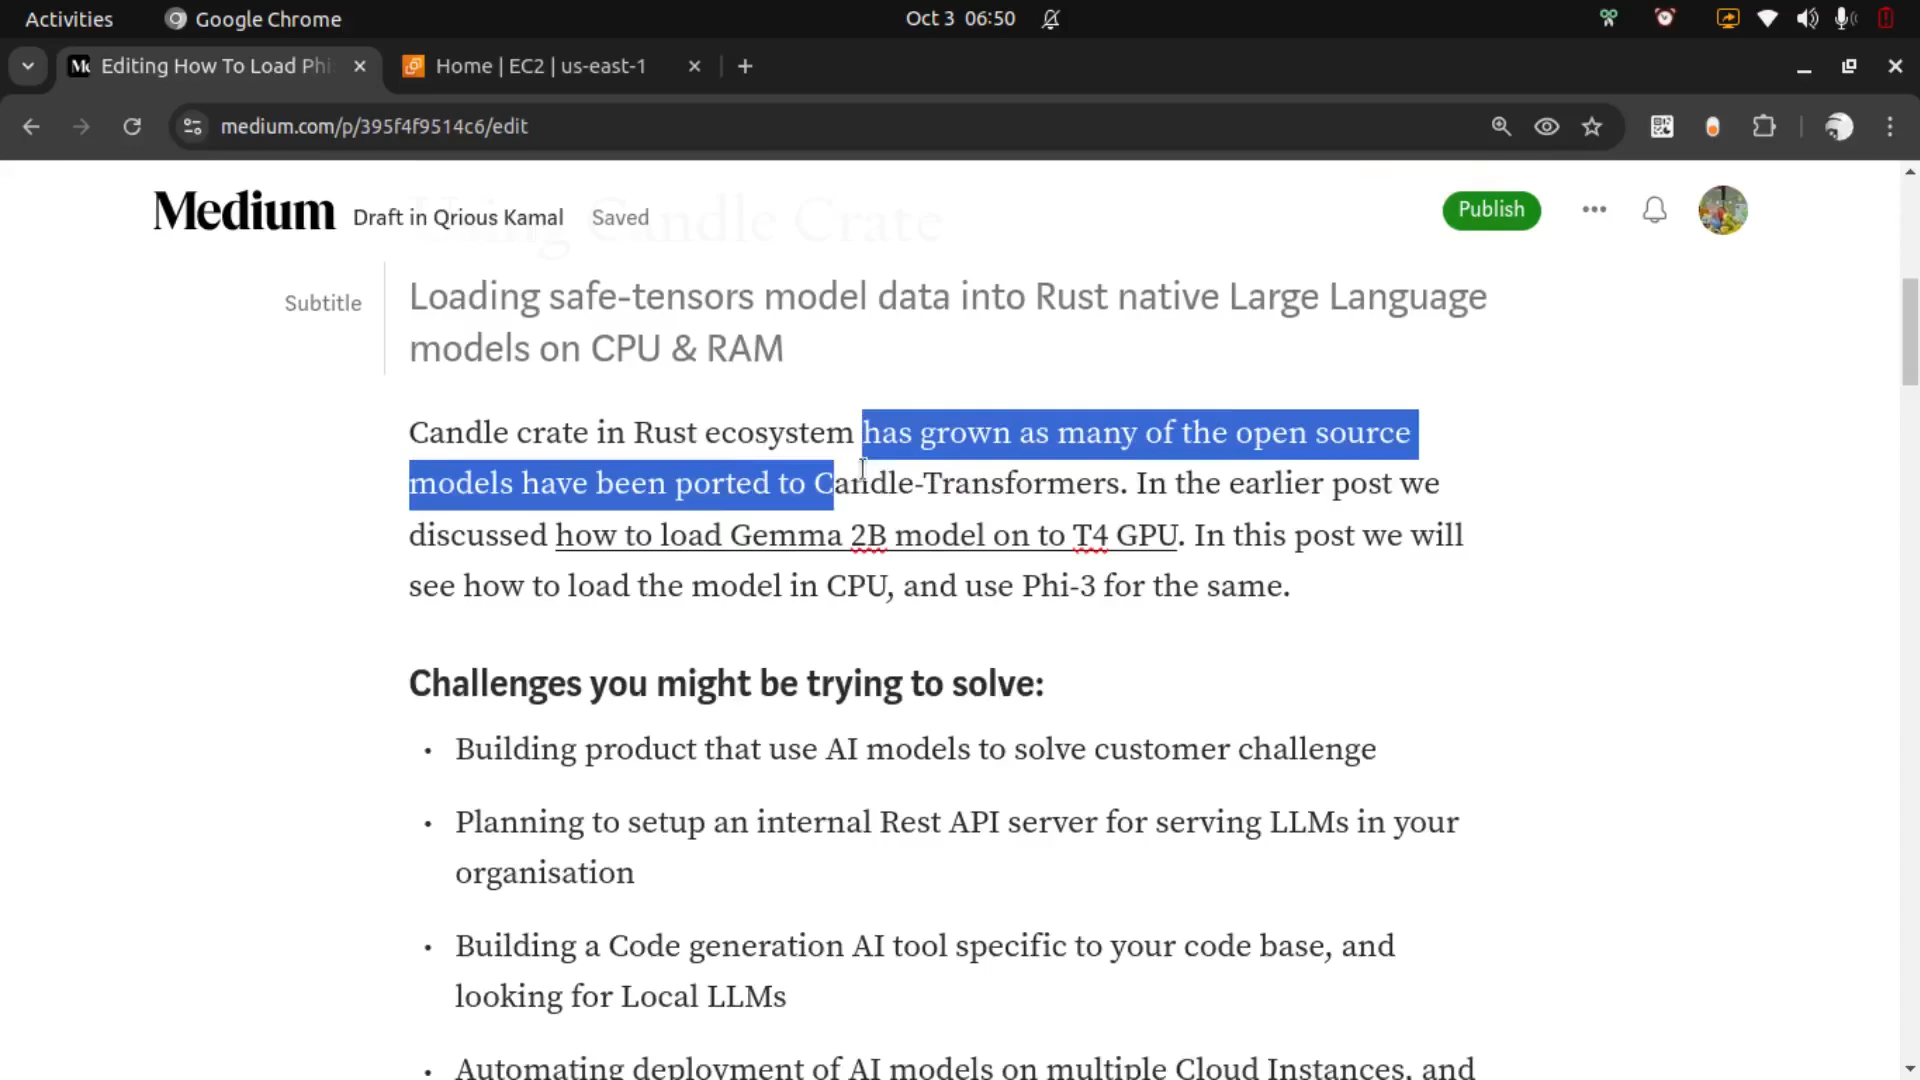 Activities
Google Chrome
Oct 3 06:50
Editing How To Load Phi
Home | EC2 | us-east-1
medium.com/p/395f4f9514c6/edit
Using Candle Crate
Medium
Draft in Qrious Kamal
Saved
Publish
Subtitle
Loading safe-tensors model data into Rust native Large Language
models on CPU & RAM
Candle crate in Rust ecosystem has grown as many of the open source
models have been ported to Candle-Transformers. In the earlier post we
discussed how to load Gemma 2B model on to T4 GPU. In this post we will
see how to load the model in CPU, and use Phi-3 for the same.
Challenges you might be trying to solve:
• Building product that use AI models to solve customer challenge
• Planning to setup an internal Rest API server for serving LLMs in your
organisation
• Building a Code generation AI tool specific to your code base, and
looking for Local LLMs
• Automating deployment of AI models on multiple Cloud Instances, and